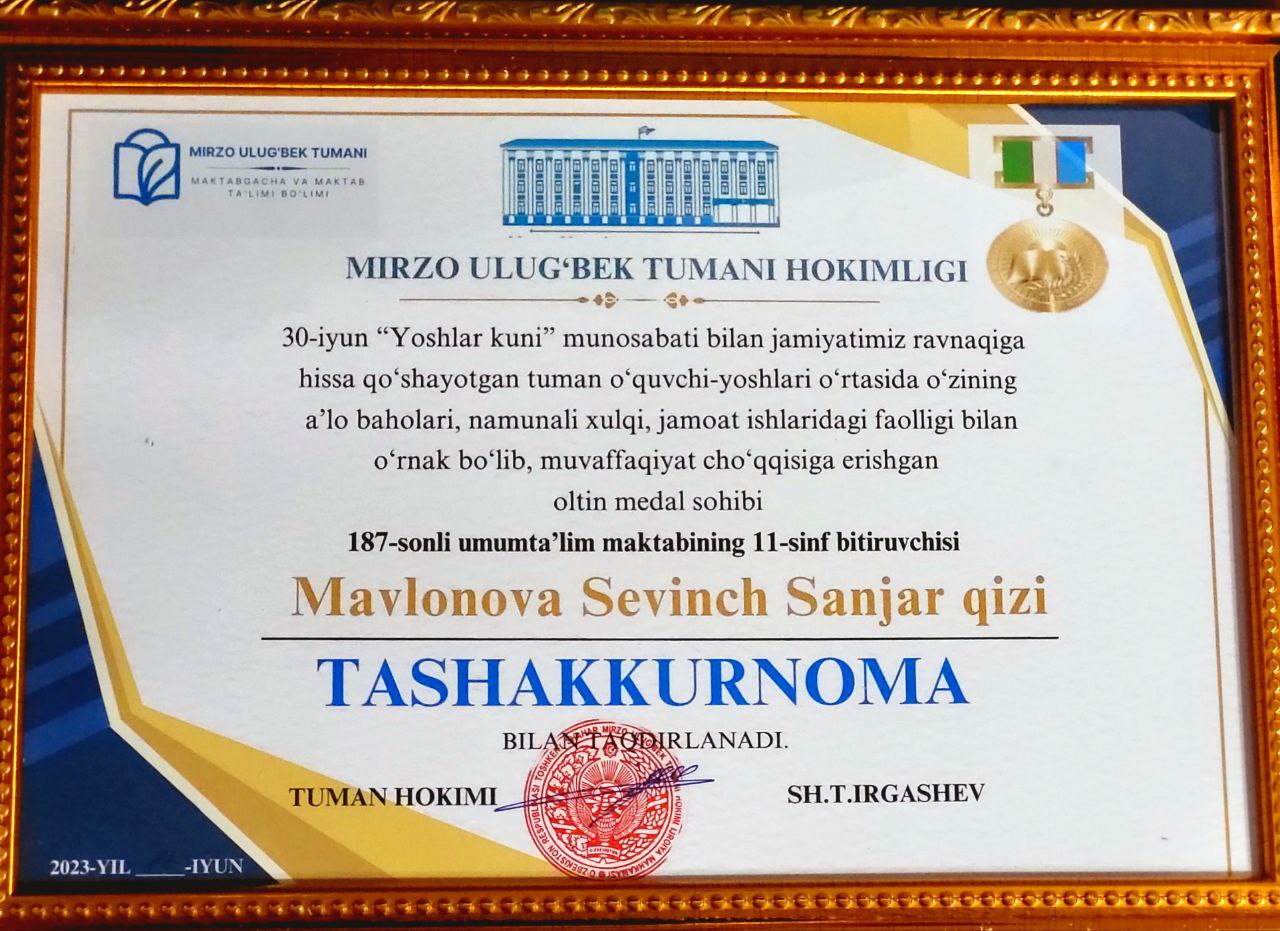 MIRZO ULUG'BEK TUMANI
MAKTABGACHA VA MAKTAB
TA'LIMI BO'LIMI
MIRZO ULUG‘BEK TUMANI HOKIMLIGI
30-iyun “Yoshlar kuni” munosabati bilan jamiyatimiz ravnaqiga
hissa qo‘shayotgan tuman o‘quvchi-yoshlari o‘rtasida o‘zining
a’lo baholari, namunali xulqi, jamoat ishlaridagi faolligi bilan
o‘rnak bo‘lib, muvaffaqiyat cho‘qqisiga erishgan
oltin medal sohibi
187-sonli umumta’lim maktabining 11-sinf bitiruvchisi
Mavlonova Sevinch Sanjar qizi
TASHAKKURNOMA
BILAN TAQDIRLANADI.
TUMAN HOKIMI
SH.T.IRGASHEV
2023-YIL _____-IYUN